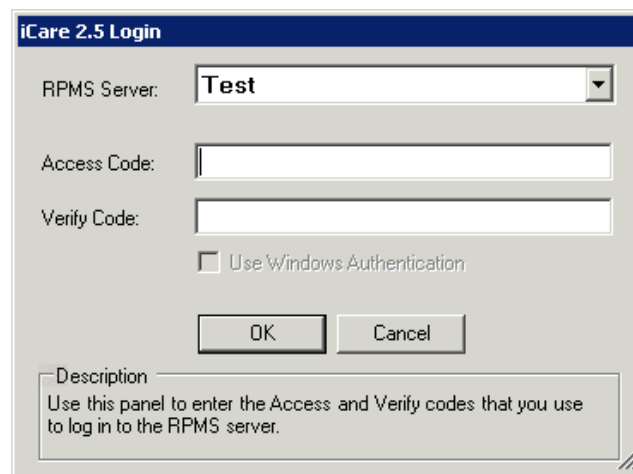 iCare 2.5 Login
RPMS Server: Test
Access Code:
Verify Code:
Use Windows Authentication
OK Cancel
Description
Use this panel to enter the Access and Verify codes that you use
to log in to the RPMS server.